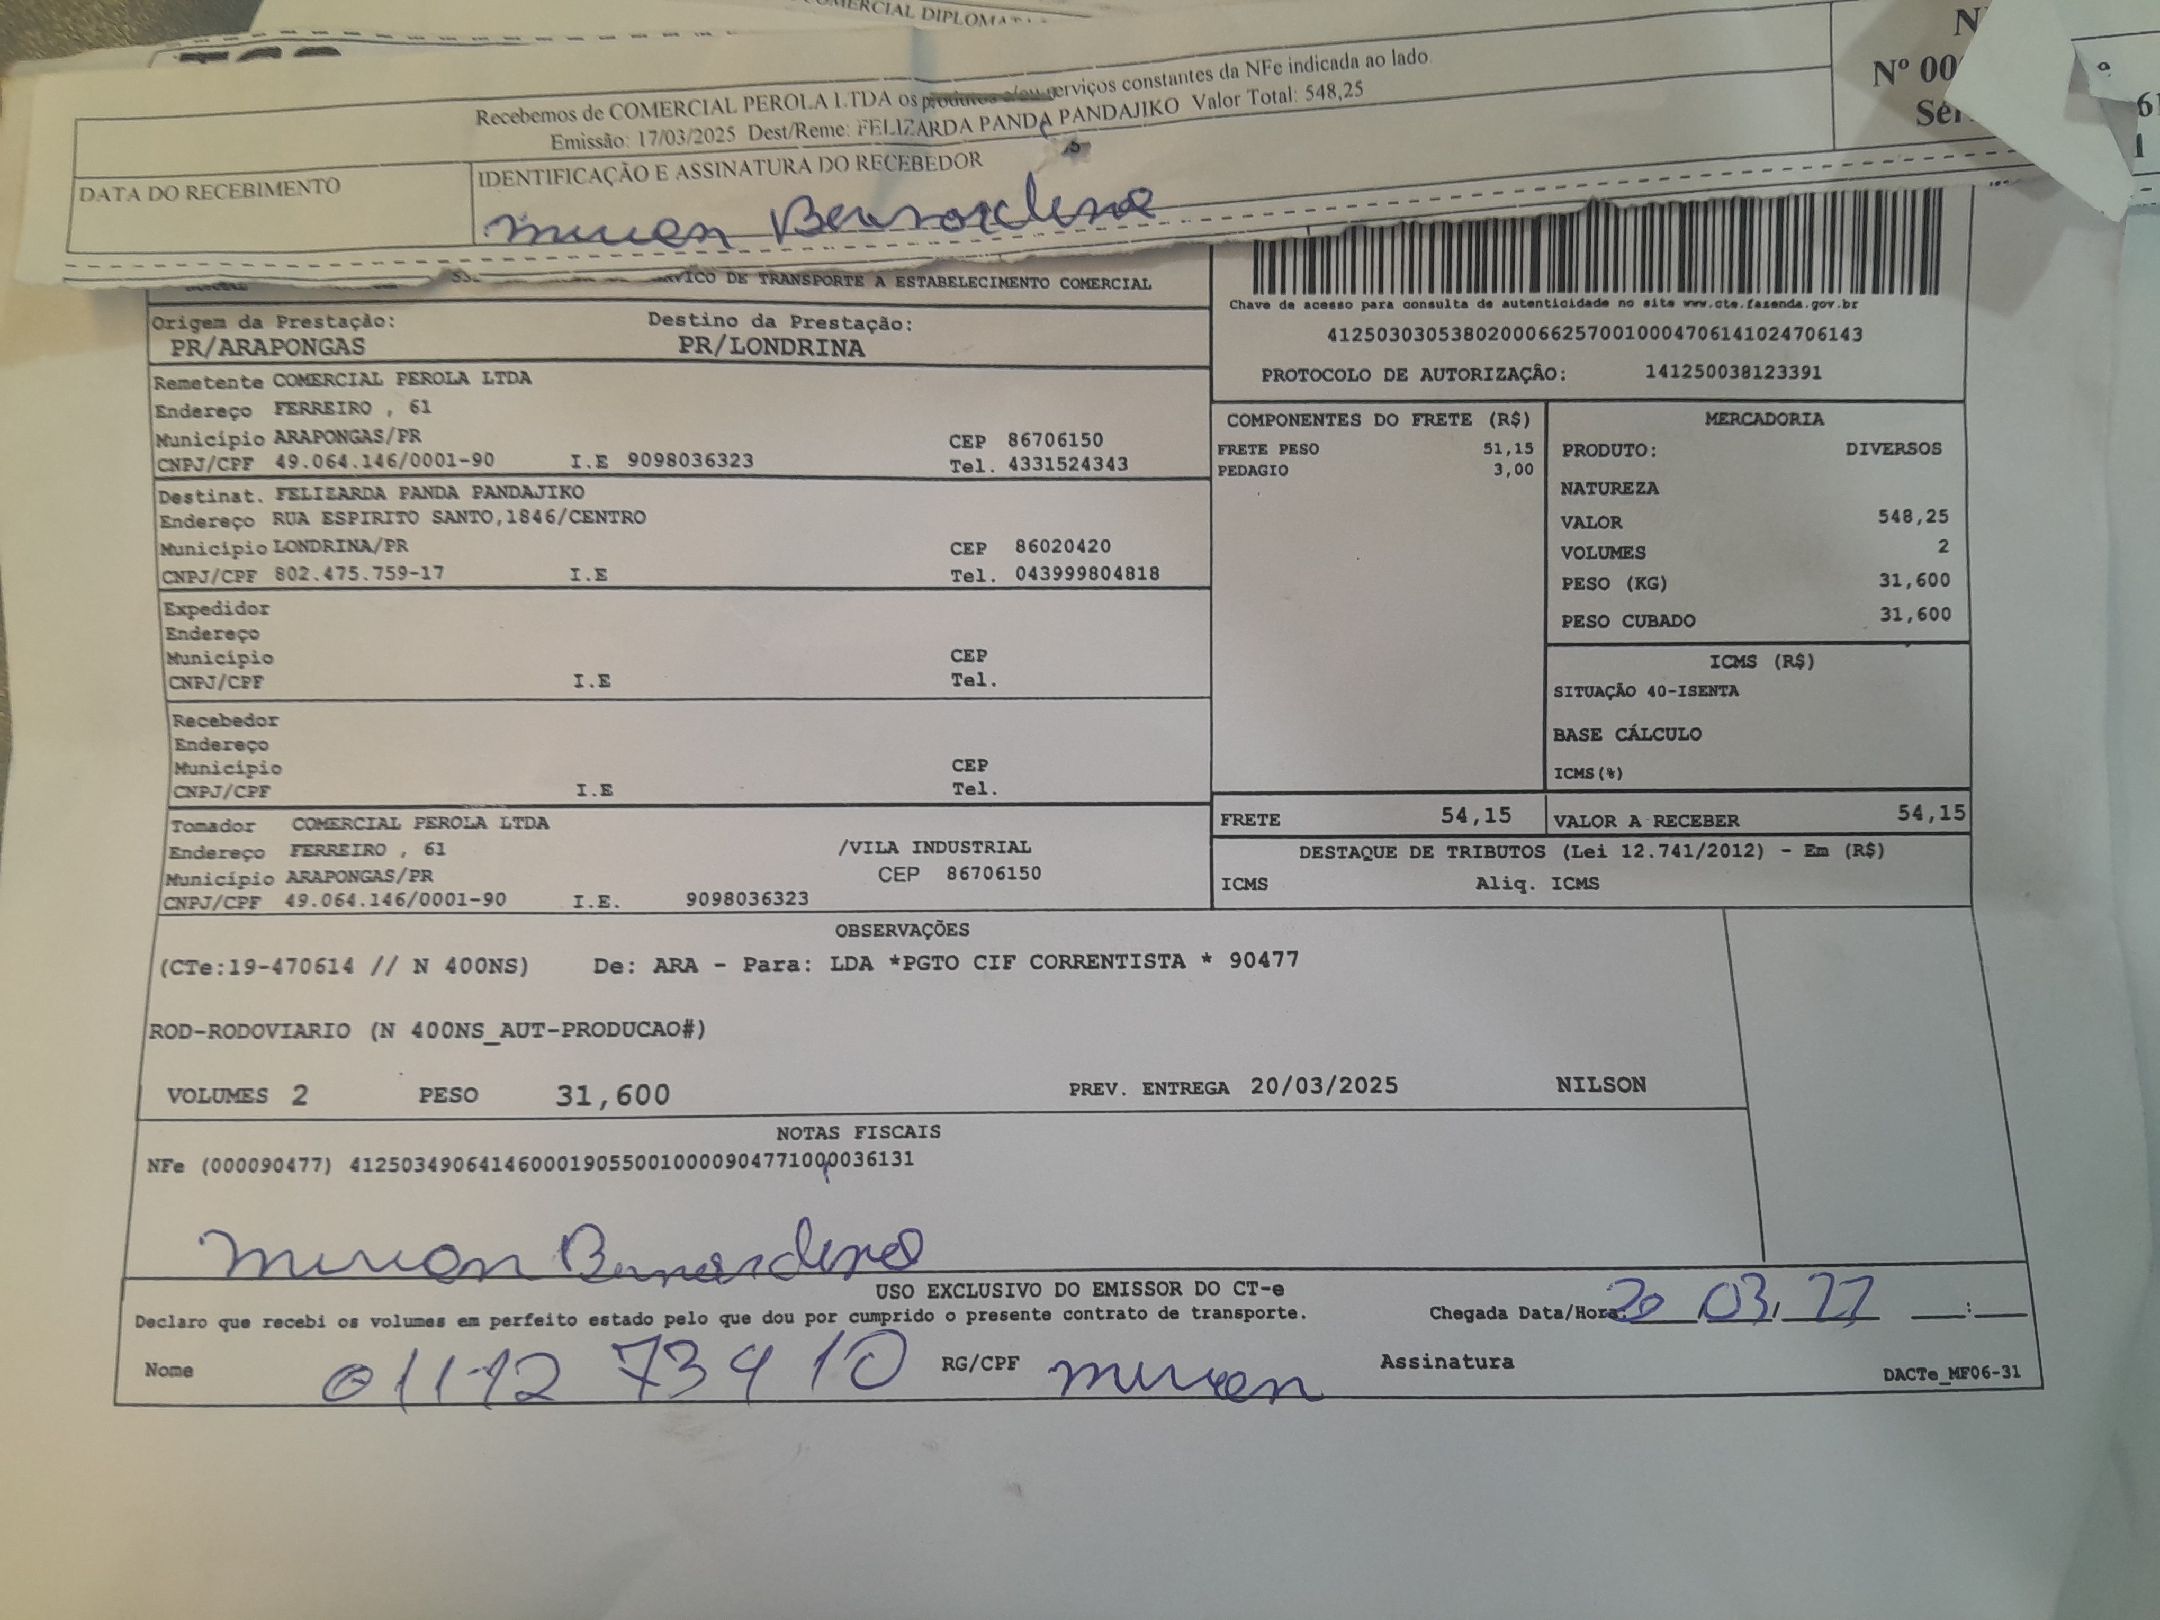 COMERCIAL
Recebemos de COMERCIAL PEROLA LTDA os produtos e/ou serviços constantes da NFe indicada ao lado.
Emissão: 17/03/2025 Dest/Reme: FELIZARDA PANDA PANDAJIKO Valor Total: 548,25
Nº 00
DATA DO RECEBIMENTO
IDENTIFICAÇÃO E ASSINATURA DO RECEBEDOR
DE TRANSPORTE A ESTABELECIMENTO COMERCIAL
Chave de acesso para consulta de autenticidade no site www.cte.fazenda.gov.br
41250303053802000662570010004706141024706143
PROTOCOLO DE AUTORIZAÇÃO: 141250038123391
Origem da Prestação: Destino da Prestação:
PR/ARAPONGAS PR/LONDRINA
Remetente COMERCIAL PEROLA LTDA
Endereço FERREIRO , 61
Município ARAPONGAS/PR CEP 86706150
CNPJ/CPF 49.064.146/0001-90 I.E 9098036323 Tel. 4331524343
Destinat. FELIZARDA PANDA PANDAJIKO
Endereço RUA ESPIRITO SANTO,1846/CENTRO
Município LONDRINA/PR CEP 86020420
CNPJ/CPF 802.475.759-17 I.E Tel. 043999804818
Expedidor
Endereço
Município CEP
CNPJ/CPF I.E Tel.
Recebedor
Endereço
Município CEP
CNPJ/CPF I.E Tel.
Tomador COMERCIAL PEROLA LTDA
Endereço FERREIRO , 61 /VILA INDUSTRIAL
Município ARAPONGAS/PR CEP 86706150
CNPJ/CPF 49.064.146/0001-90 I.E. 9098036323
COMPONENTES DO FRETE (R$)
FRETE PESO 51,15
PEDAGIO 3,00
MERCADORIA
PRODUTO: DIVERSOS
NATUREZA
VALOR 548,25
VOLUMES 2
PESO (KG) 31,600
PESO CUBADO 31,600
ICMS (R$)
SITUAÇÃO 40-ISENTA
BASE CÁLCULO
ICMS(%)
FRETE 54,15 VALOR A RECEBER 54,15
DESTAQUE DE TRIBUTOS (Lei 12.741/2012) - Em (R$)
ICMS Aliq. ICMS
OBSERVAÇÕES
(CTe:19-470614 // N 400NS) De: ARA - Para: LDA *PGTO CIF CORRENTISTA * 90477
ROD-RODOVIARIO (N 400NS_AUT-PRODUCAO#)
VOLUMES 2 PESO 31,600 PREV. ENTREGA 20/03/2025 NILSON
NOTAS FISCAIS
NFe (000090477) 41250349064146000190550010000904771000036131
USO EXCLUSIVO DO EMISSOR DO CT-e
Declaro que recebi os volumes em perfeito estado pelo que dou por cumprido o presente contrato de transporte. Chegada Data/Hora: 20 03
Nome RG/CPF Assinatura
DACTe_MF06-31